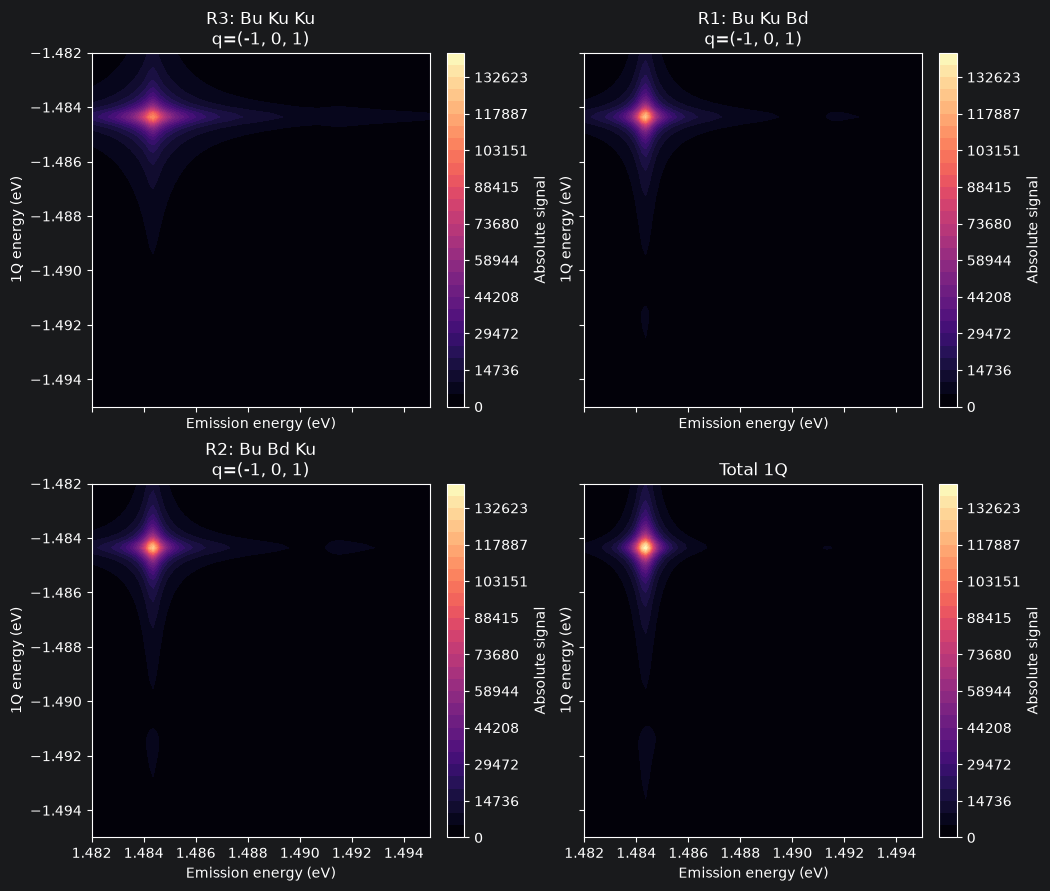 R3: Bu Ku Ku
q=(-1, 0, 1)
−1.482
−1.484
−1.486
−1.488
−1.490
−1.492
−1.494
1Q energy (eV)
Emission energy (eV)
132623
117887
103151
88415
73680
58944
44208
29472
14736
0
Absolute signal
R1: Bu Ku Bd
q=(-1, 0, 1)
1Q energy (eV)
Emission energy (eV)
132623
117887
103151
88415
73680
58944
44208
29472
14736
0
Absolute signal
R2: Bu Bd Ku
q=(-1, 0, 1)
−1.482
−1.484
−1.486
−1.488
−1.490
−1.492
−1.494
1Q energy (eV)
1.482 1.484 1.486 1.488 1.490 1.492 1.494
Emission energy (eV)
132623
117887
103151
88415
73680
58944
44208
29472
14736
0
Absolute signal
Total 1Q
1Q energy (eV)
1.482 1.484 1.486 1.488 1.490 1.492 1.494
Emission energy (eV)
132623
117887
103151
88415
73680
58944
44208
29472
14736
0
Absolute signal